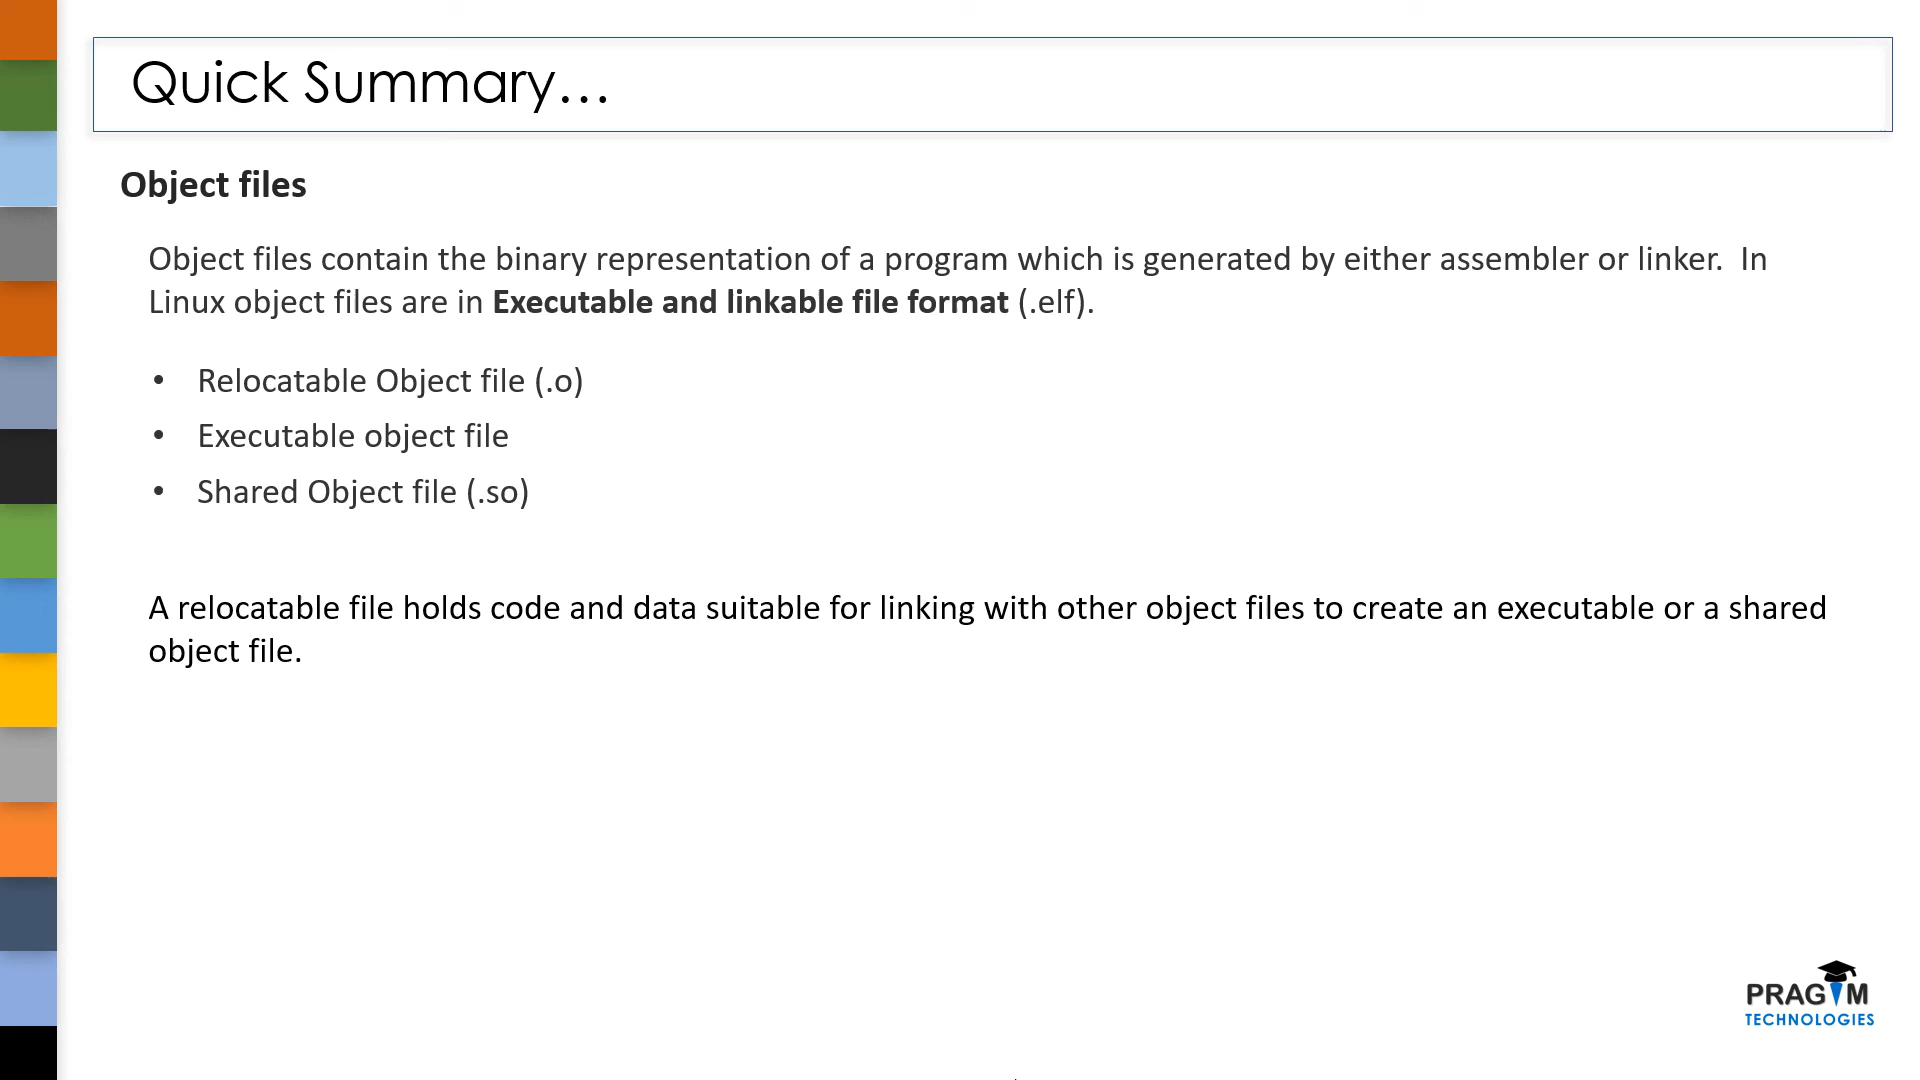 Quick Summary...
Object files
Object files contain the binary representation of a program which is generated by either assembler or linker.  In
Linux object files are in Executable and linkable file format (.elf).
• Relocatable Object file (.o)
• Executable object file
• Shared Object file (.so)
A relocatable file holds code and data suitable for linking with other object files to create an executable or a shared
object file.
PRAGIM
TECHNOLOGIES